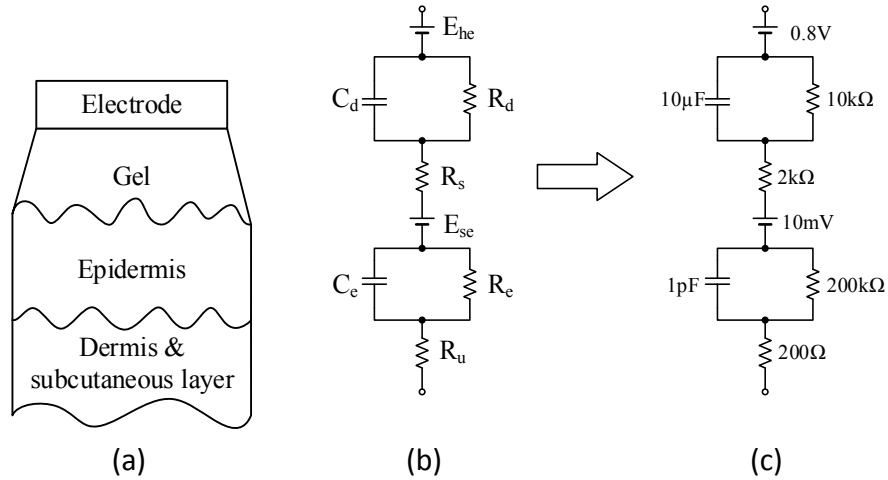 Electrode
Gel
Epidermis
Dermis &
subcutaneous layer
(a)
E_he
C_d
R_d
R_s
E_se
C_e
R_e
R_u
(b)
0.8V
10µF
10kΩ
2kΩ
10mV
1pF
200kΩ
200Ω
(c)